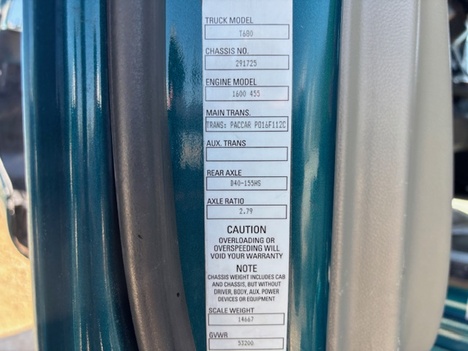 TRUCK MODEL
T680
CHASSIS NO.
291725
ENGINE MODEL
1600 455
MAIN TRANS.
TRANS: PACCAR PO16F112C
AUX. TRANS
REAR AXLE
D40-155HS
AXLE RATIO
2.79
CAUTION
OVERLOADING OR
OVERSPEEDING WILL
VOID YOUR WARRANTY
NOTE
CHASSIS WEIGHT INCLUDES CAB
AND CHASSIS, BUT WITHOUT
DRIVER, BODY, AUX. POWER
DEVICES OR EQUIPMENT
SCALE WEIGHT
14667
GVWR